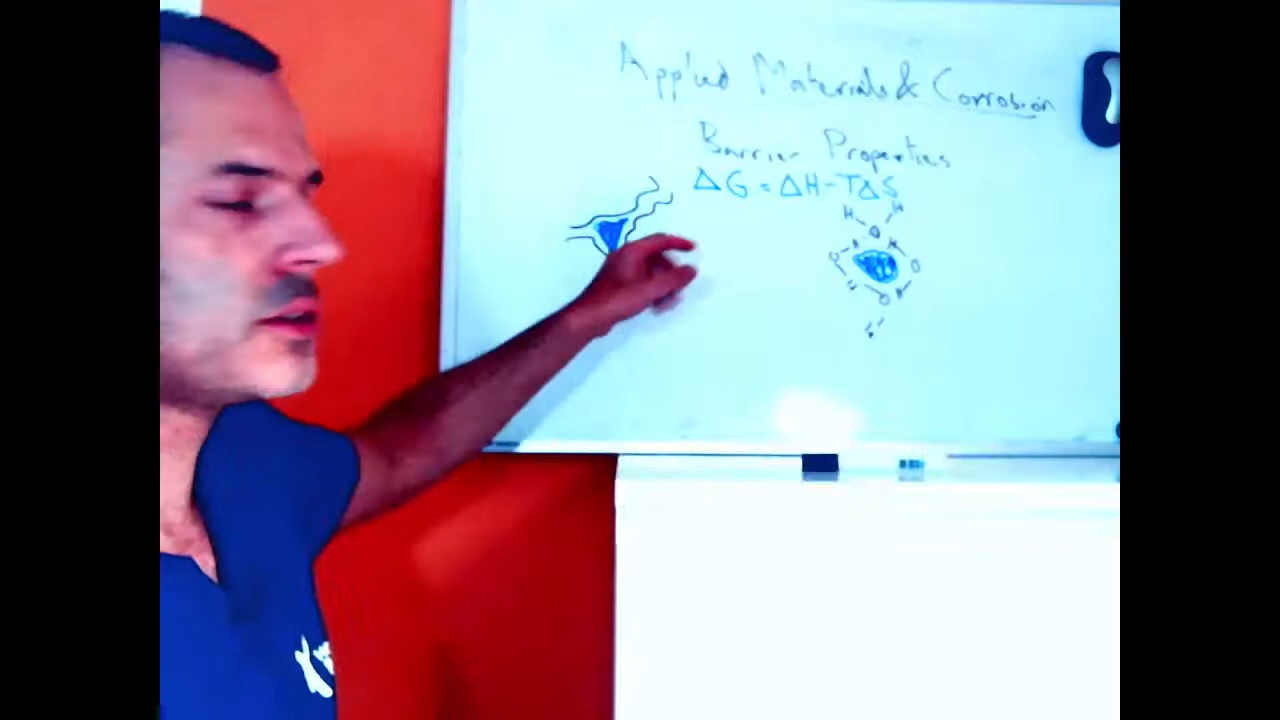 Applied Materials & Corrosion
Barrier Properties
ΔG = ΔH-TΔS
H H
O
H H
O O
H H
O
H